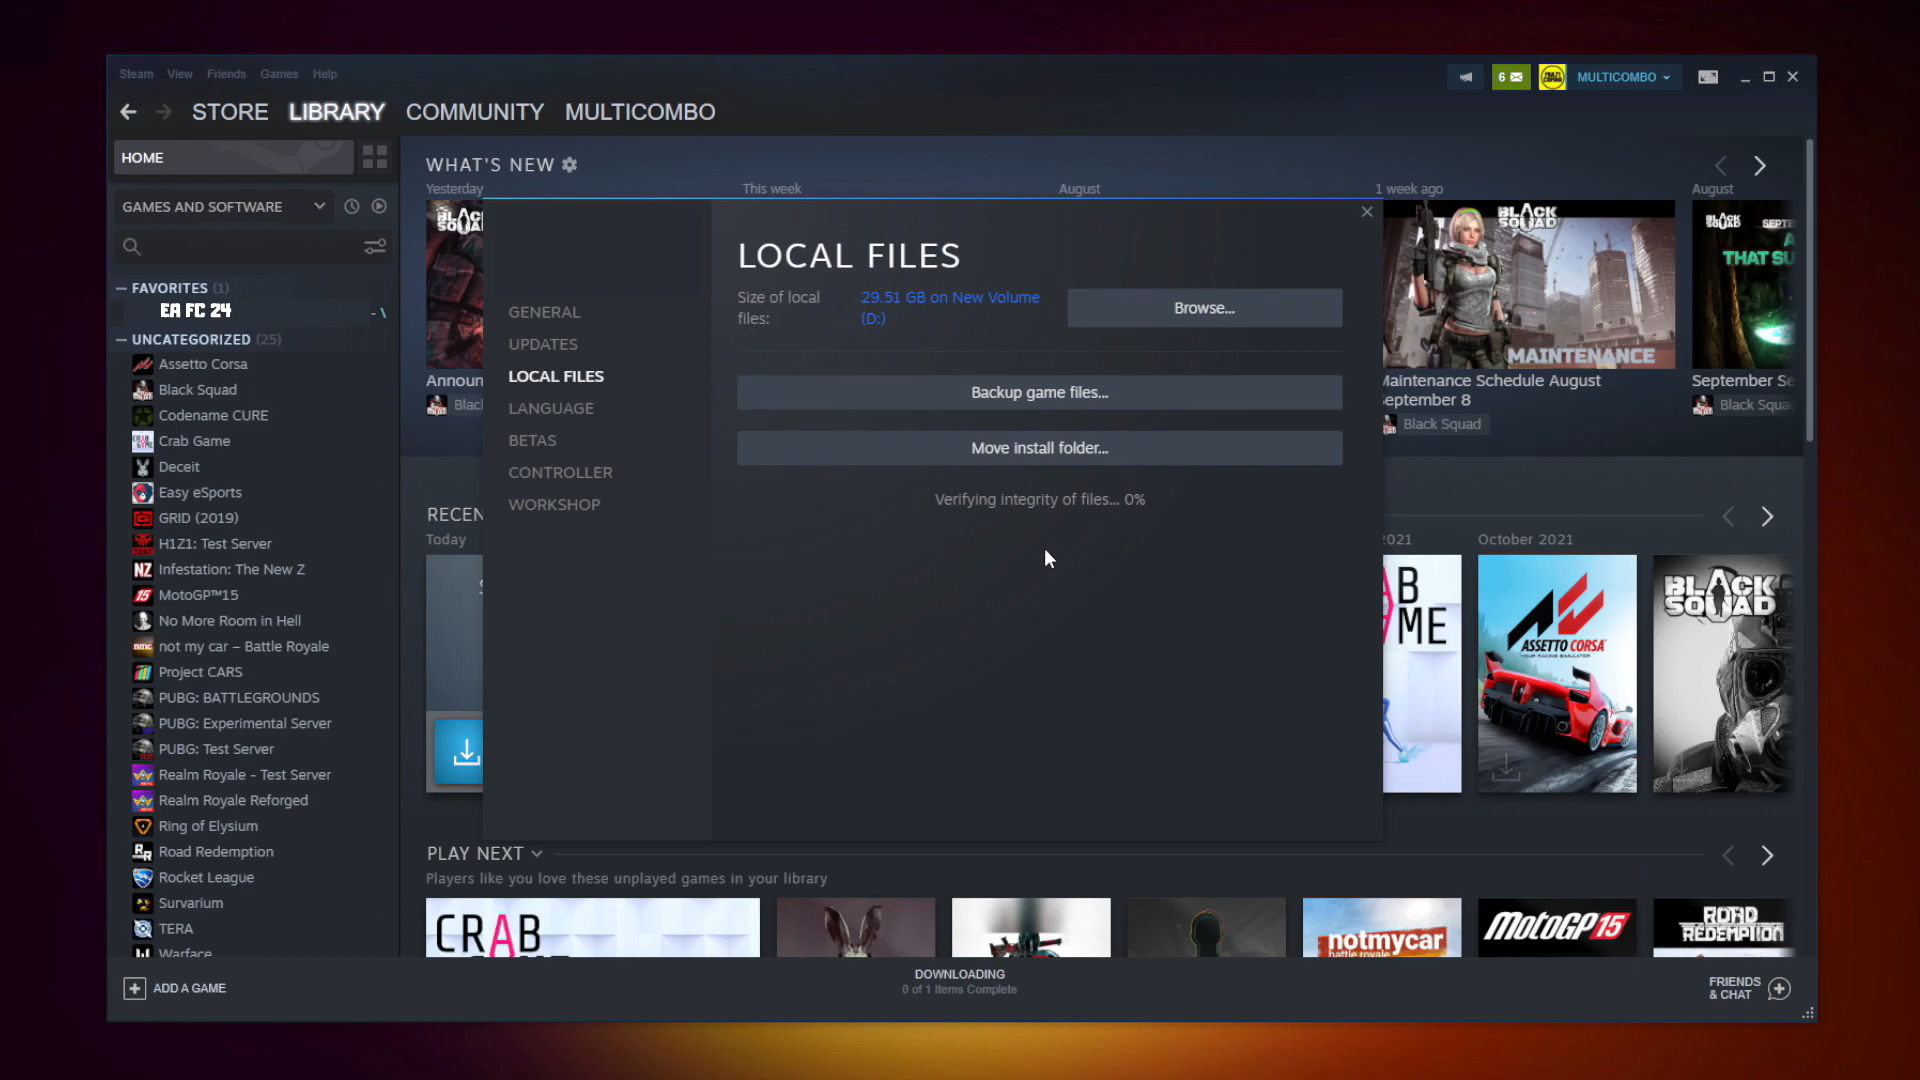 Steam View Friends Games Help
6
MULTICOMBO
STORE LIBRARY COMMUNITY MULTICOMBO
HOME
GAMES AND SOFTWARE
FAVORITES (1)
EA FC 24
UNCATEGORIZED (25)
Assetto Corsa
Black Squad
Codename CURE
Crab Game
Deceit
Easy eSports
GRID (2019)
H1Z1: Test Server
Infestation: The New Z
MotoGP™15
No More Room in Hell
not my car – Battle Royale
Project CARS
PUBG: BATTLEGROUNDS
PUBG: Experimental Server
PUBG: Test Server
Realm Royale - Test Server
Realm Royale Reforged
Ring of Elysium
Road Redemption
Rocket League
Survarium
TERA
Warface
ADD A GAME
WHAT'S NEW
Yesterday
This week
August
1 week ago
August
BLACK SQUAD
MAINTENANCE
Maintenance Schedule August
September 8
Black Squad
BLACK SQUAD
THAT
September
Black
GENERAL
UPDATES
LOCAL FILES
LANGUAGE
BETAS
CONTROLLER
WORKSHOP
LOCAL FILES
Size of local
files:
29.51 GB on New Volume
(D:)
Browse...
Backup game files...
Move install folder...
Verifying integrity of files... 0%
RECEN
Today
2021
October 2021
ASSETTO CORSA
YOUR RACING SIMULATOR
BLACK
SQUAD
PLAY NEXT
Players like you love these unplayed games in your library
CRAB
notmycar
battle royale
MotoGP 15
ROAD
REDEMPTION
DOWNLOADING
0 of 1 Items Complete
FRIENDS
& CHAT